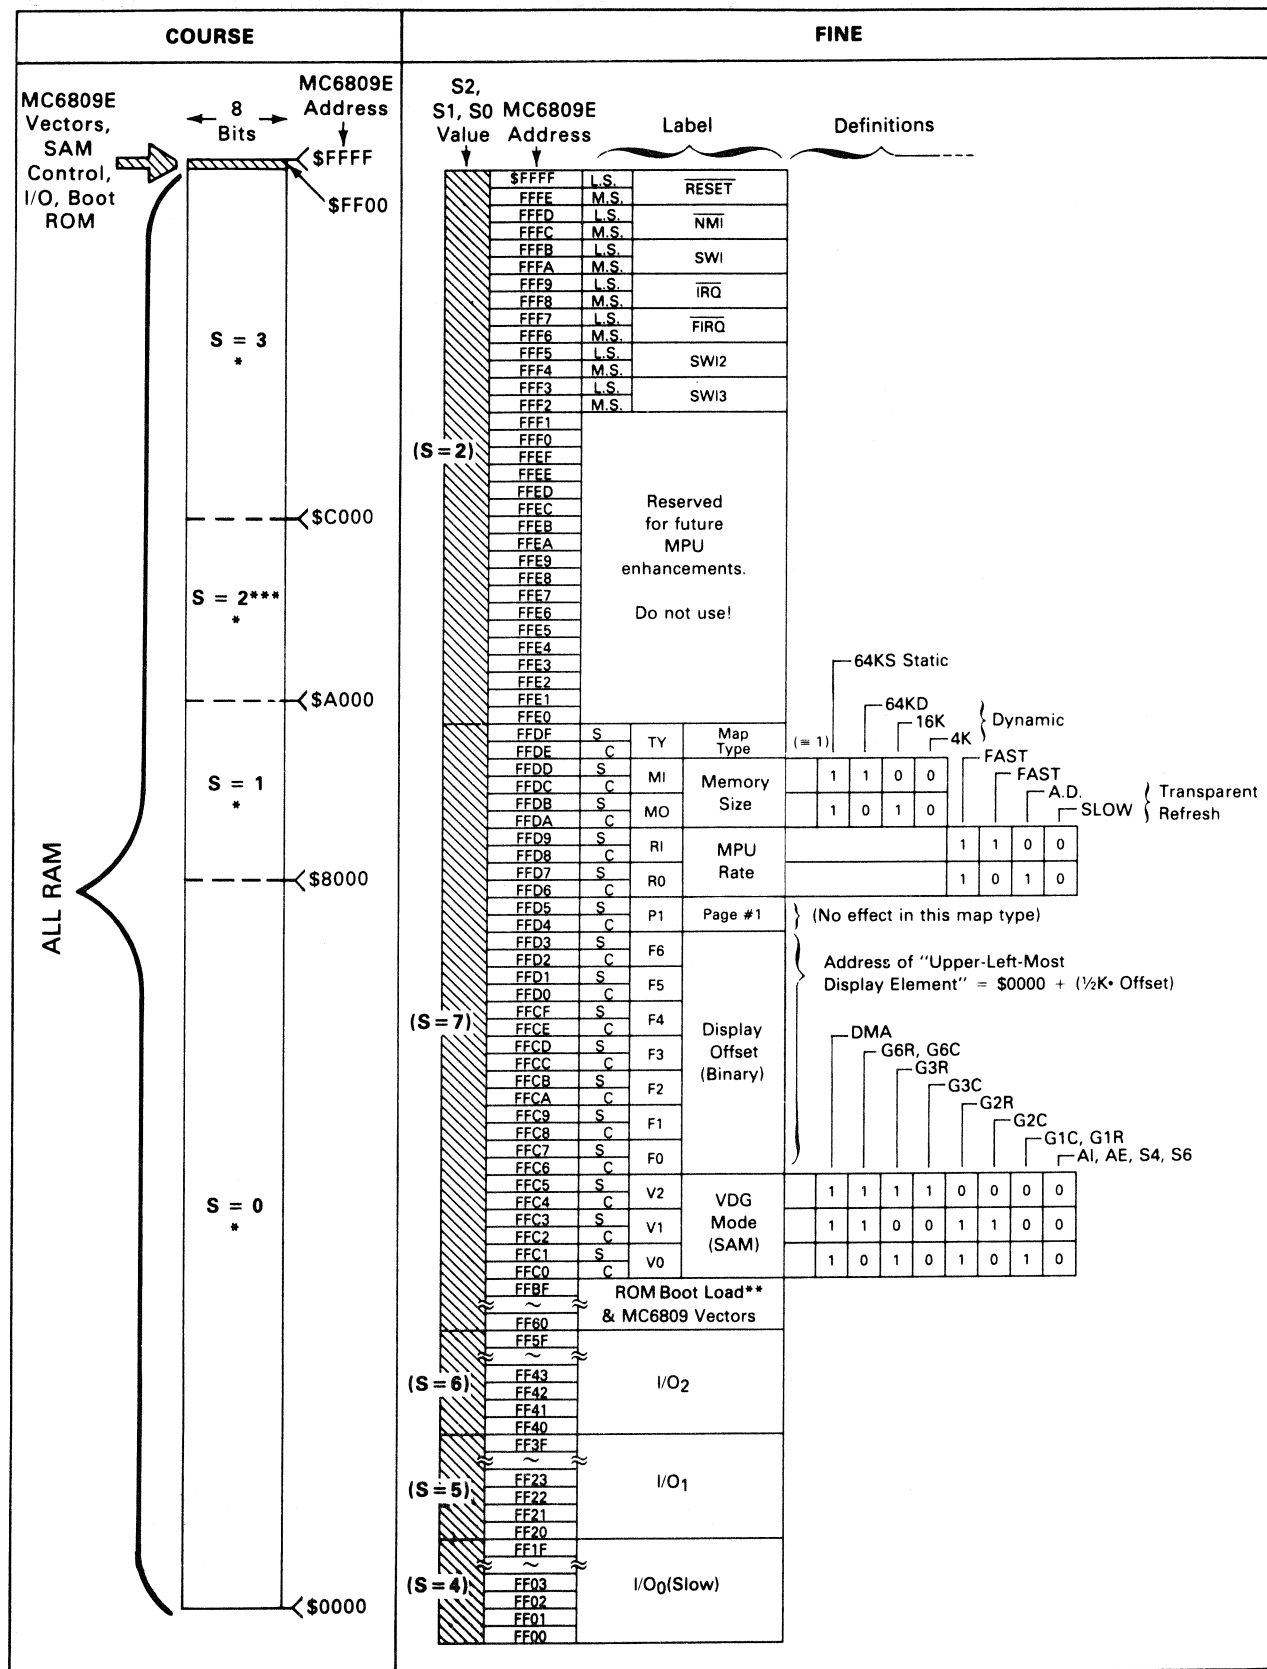 COURSE
FINE
MC6809E
Vectors,
SAM
Control,
I/O, Boot
ROM
8
Bits
MC6809E
Address
$FFFF
$FF00
S = 3
*
$C000
S = 2***
*
$A000
S = 1
*
$8000
ALL RAM
S = 0
*
$0000
S2,
S1, S0
Value
MC6809E
Address
Label
Definitions
(S=2)
$FFFF L.S. RESET
FFFE M.S.
FFFD L.S. NMI
FFFC M.S.
FFFB L.S. SWI
FFFA M.S.
FFF9 L.S. IRQ
FFF8 M.S.
FFF7 L.S. FIRQ
FFF6 M.S.
FFF5 L.S. SWI2
FFF4 M.S.
FFF3 L.S. SWI3
FFF2 M.S.
FFF1
FFF0
FFEF
FFEE
FFED
FFEC
FFEB
FFEA
FFE9
FFE8
FFE7
FFE6
FFE5
FFE4
FFE3
FFE2
FFE1
FFE0
Reserved
for future
MPU
enhancements.
Do not use!
(S=7)
FFDF S TY Map
FFDE C Type
(≡ 1)
64KS Static
64KD
16K
4K
Dynamic
FFDD S MI Memory 1 1 0 0
FFDC C Size
FFDB S MO 1 0 1 0
FFDA C
FAST
FAST
A.D.
SLOW
Transparent
Refresh
FFD9 S RI MPU 1 1 0 0
FFD8 C Rate
FFD7 S R0 1 0 1 0
FFD6 C
FFD5 S P1 Page #1 (No effect in this map type)
FFD4 C
FFD3 S F6
FFD2 C
FFD1 S F5
FFD0 C
FFCF S F4
FFCE C
FFCD S F3
FFCC C
FFCB S F2
FFCA C
FFC9 S F1
FFC8 C
FFC7 S F0
FFC6 C
Display
Offset
(Binary)
Address of "Upper-Left-Most
Display Element" = $0000 + (½K• Offset)
DMA
G6R, G6C
G3R
G3C
G2R
G2C
G1C, G1R
AI, AE, S4, S6
FFC5 S V2 1 1 1 1 0 0 0 0
FFC4 C
FFC3 S V1 1 1 0 0 1 1 0 0
FFC2 C
FFC1 S V0 1 0 1 0 1 0 1 0
FFC0 C
VDG
Mode
(SAM)
FFBF
~
FF60
ROM Boot Load**
& MC6809 Vectors
(S=6)
FF5F
~
FF43
FF42
FF41
FF40
I/O2
(S=5)
FF3F
~
FF23
FF22
FF21
FF20
I/O1
(S=4)
FF1F
~
FF03
FF02
FF01
FF00
I/O0(Slow)